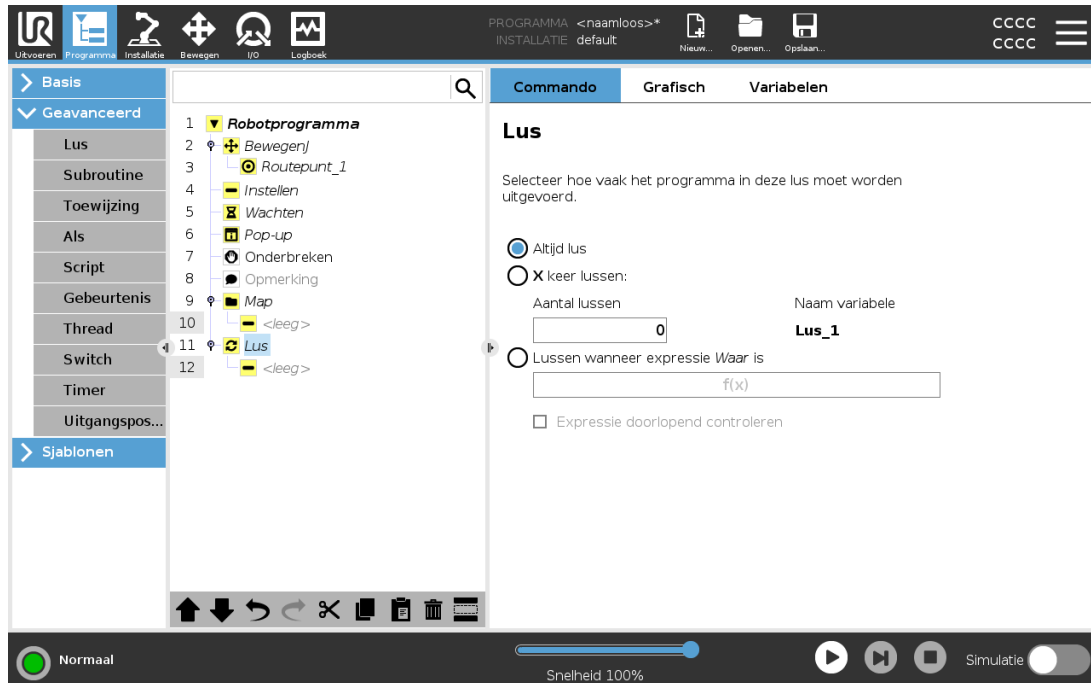 UR
Uitvoeren
Programma
Installatie
Bewegen
I/O
Logboek
PROGRAMMA <naamloos>*
INSTALLATIE default
Nieuw...
Openen...
Opslaan...
CCCC
CCCC
Basis
Geavanceerd
Lus
Subroutine
Toewijzing
Als
Script
Gebeurtenis
Thread
Switch
Timer
Uitgangspos...
Sjablonen
1 Robotprogramma
2 BewegenJ
3 Routepunt_1
4 Instellen
5 Wachten
6 Pop-up
7 Onderbreken
8 Opmerking
9 Map
10 <leeg>
11 Lus
12 <leeg>
Commando Grafisch Variabelen
Lus
Selecteer hoe vaak het programma in deze lus moet worden
uitgevoerd.
Altijd lus
X keer lussen:
Aantal lussen Naam variabele
0 Lus_1
Lussen wanneer expressie Waar is
f(x)
Expressie doorlopend controleren
Normaal
Snelheid 100%
Simulatie